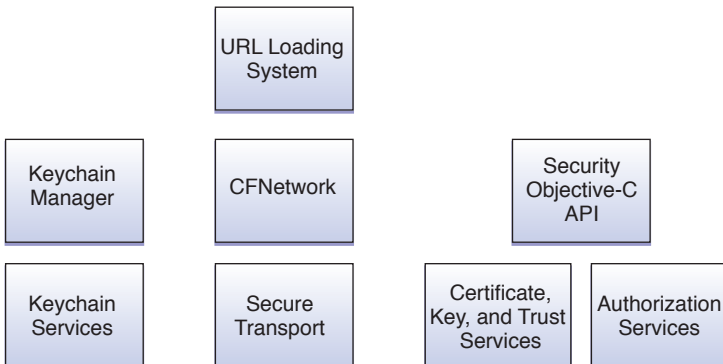 URL Loading
System
Keychain
Manager
CFNetwork
Security
Objective-C
API
Keychain
Services
Secure
Transport
Certificate,
Key, and Trust
Services
Authorization
Services